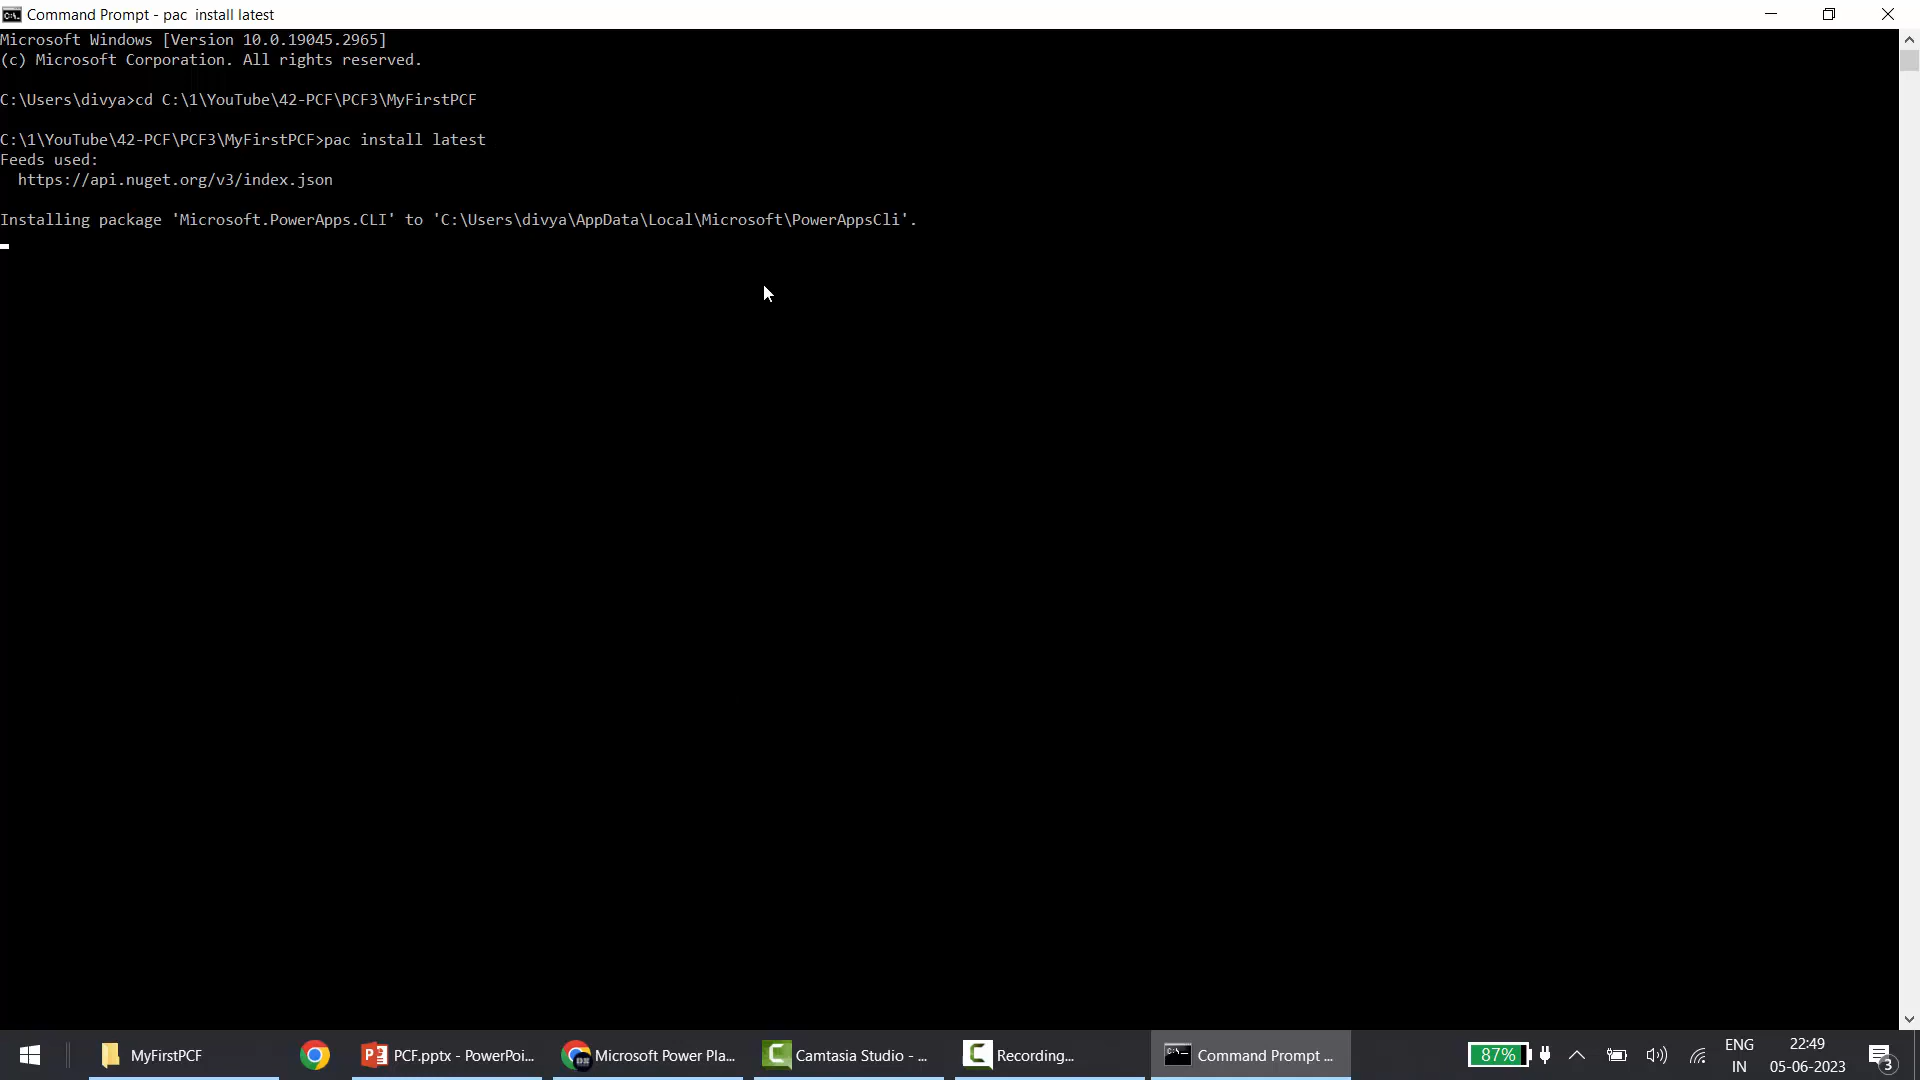 Command Prompt - pac  install latest
Microsoft Windows [Version 10.0.19045.2965]
(c) Microsoft Corporation. All rights reserved.
C:\Users\divya>cd C:\1\YouTube\42-PCF\PCF3\MyFirstPCF
C:\1\YouTube\42-PCF\PCF3\MyFirstPCF>pac install latest
Feeds used:
  https://api.nuget.org/v3/index.json
Installing package 'Microsoft.PowerApps.CLI' to 'C:\Users\divya\AppData\Local\Microsoft\PowerAppsCli'.
MyFirstPCF
PCF.pptx - PowerPoi...
Microsoft Power Pla...
Camtasia Studio - ...
Recording...
Command Prompt ...
87%
ENG
IN
22:49
05-06-2023
3